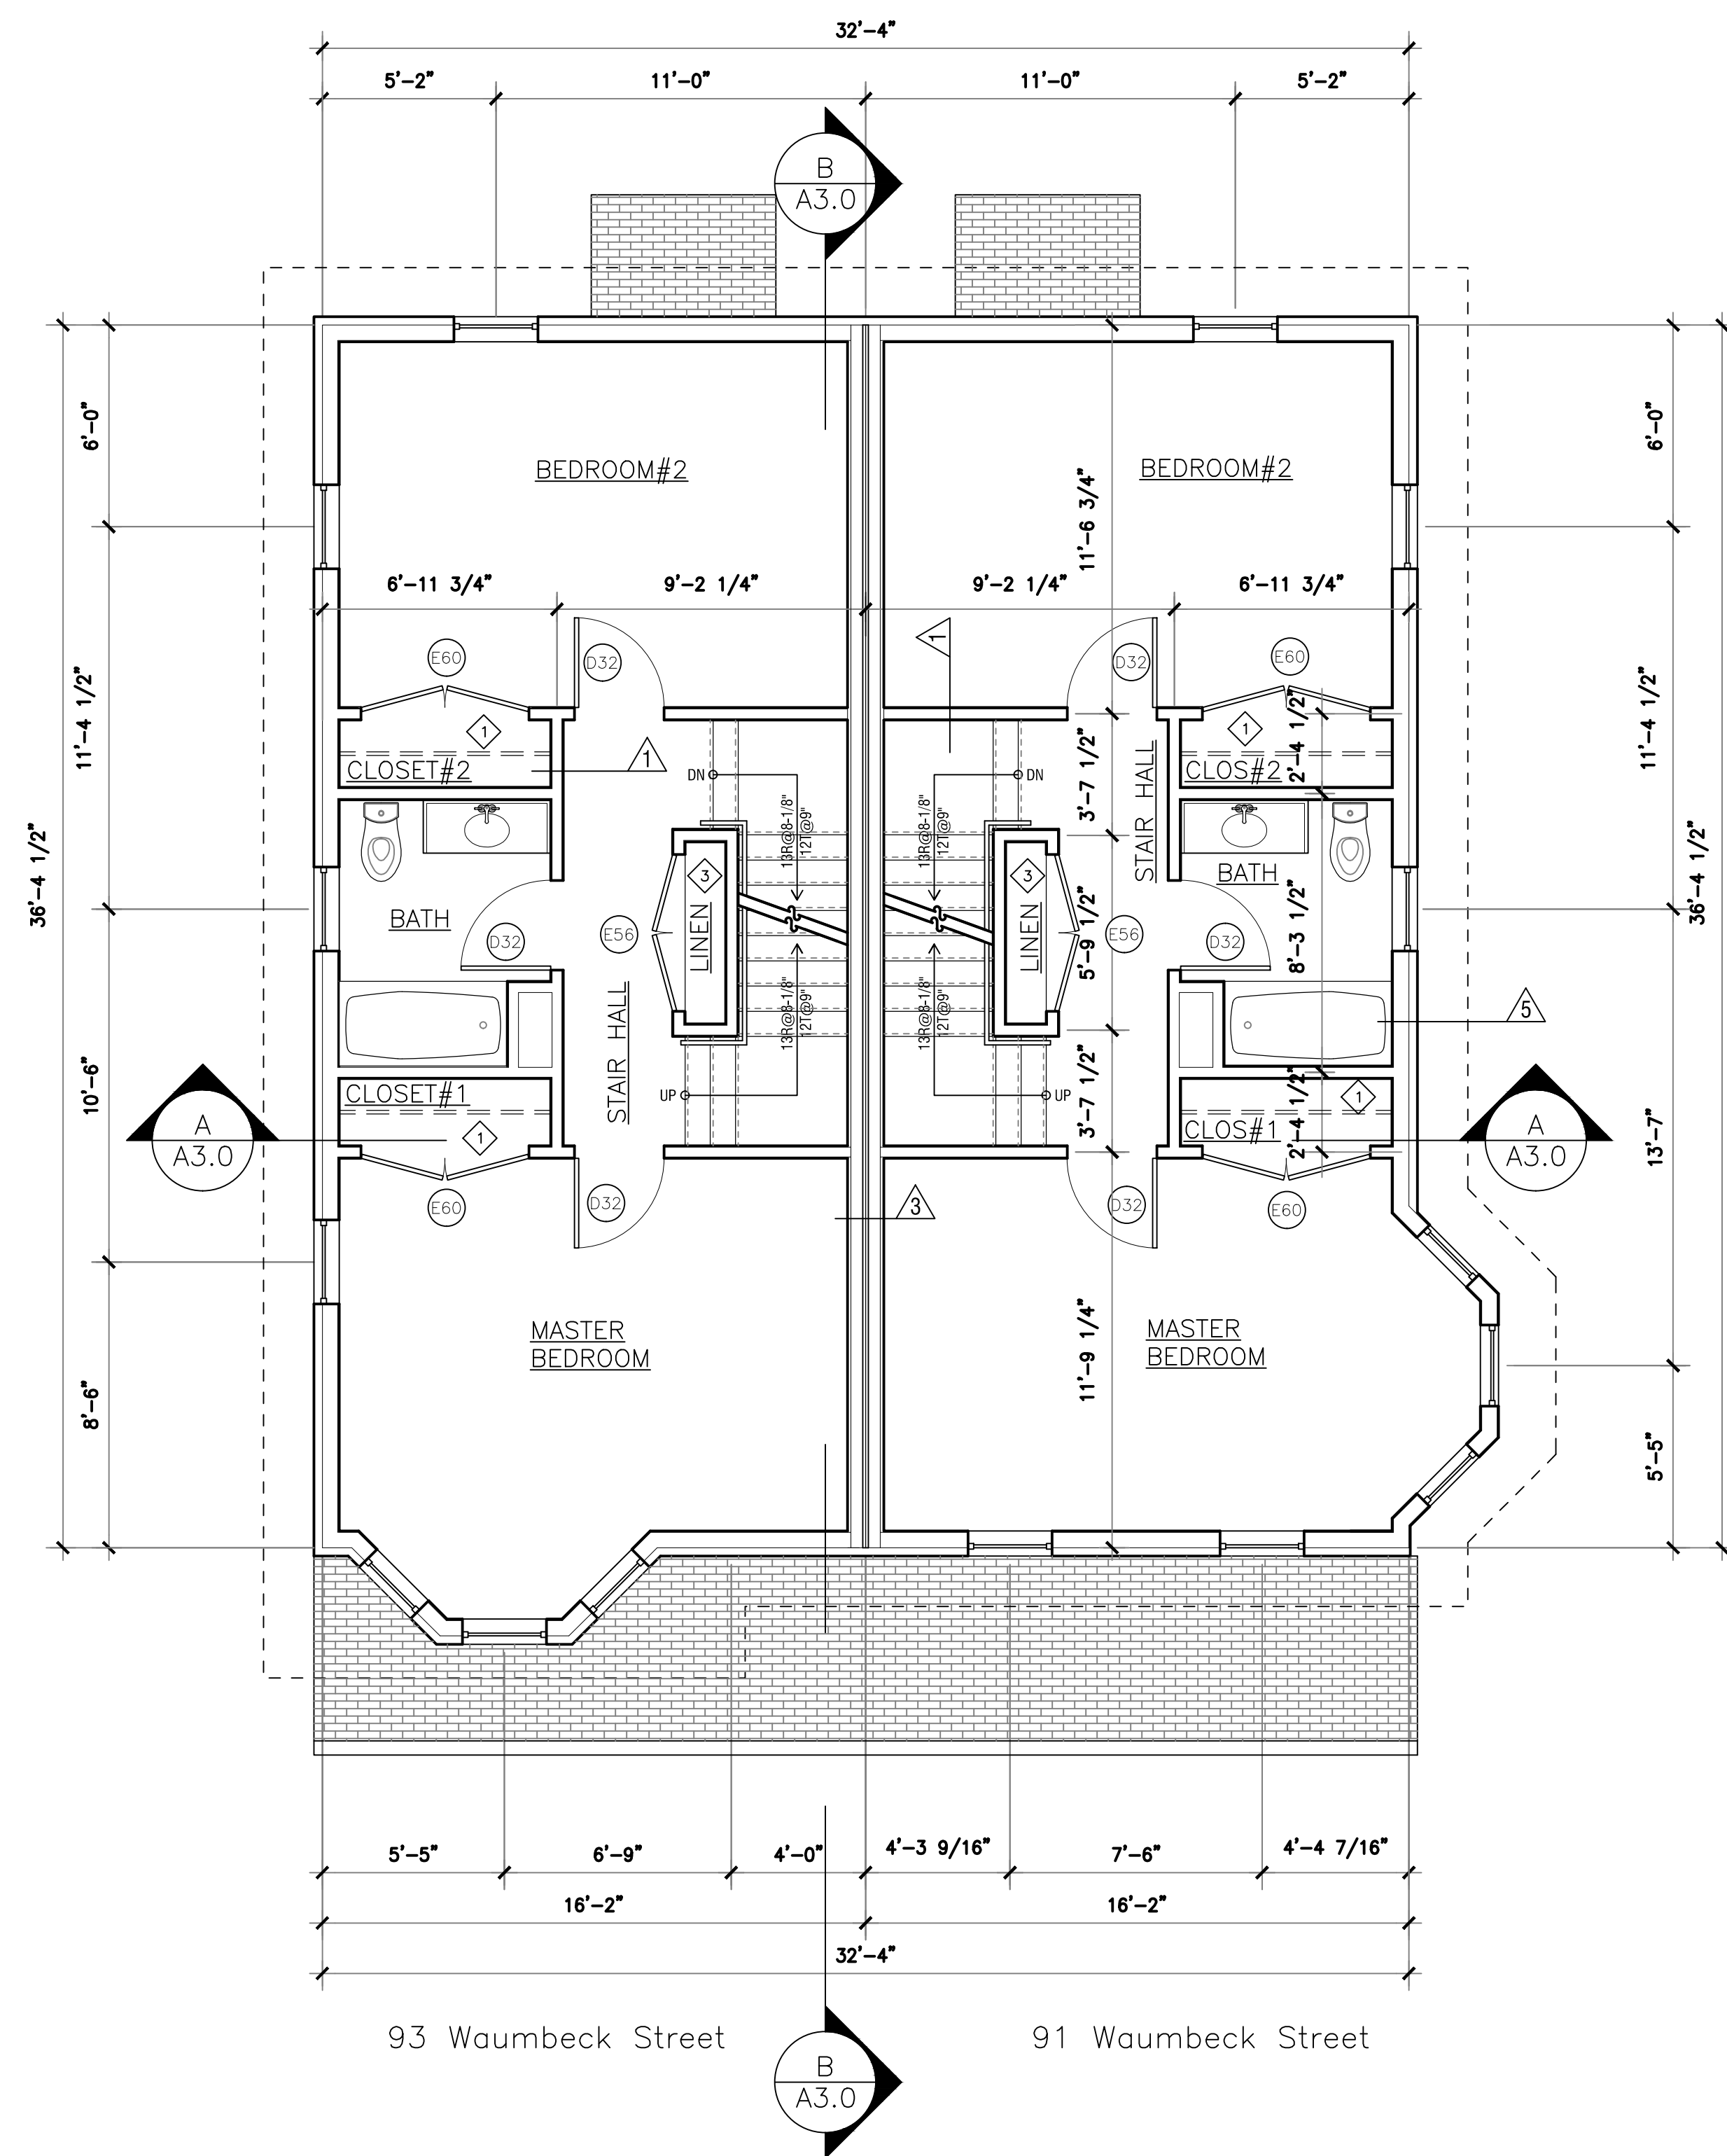 32'-4"
5'-2" 11'-0" 11'-0" 5'-2"
B
A3.0
6'-0"
6'-0"
BEDROOM#2
BEDROOM#2
11'-6 3/4"
6'-11 3/4" 9'-2 1/4" 9'-2 1/4" 6'-11 3/4"
E60
D32
1
D32
E60
11'-4 1/2"
11'-4 1/2"
1
1
CLOSET#2
1
DN
DN
3'-7 1/2"
STAIR HALL
CLOS#2
2'-4 1/2"
36'-4 1/2"
36'-4 1/2"
13R@8-1/8"
12T@9"
13R@8-1/8"
12T@9"
3
LINEN
3
LINEN
BATH
BATH
D32
E56
E56
D32
5'-9 1/2"
8'-3 1/2"
STAIR HALL
13R@8-1/8"
12T@9"
13R@8-1/8"
12T@9"
5
10'-6"
CLOSET#1
1
UP
UP
3'-7 1/2"
2'-4 1/2"
1
CLOS#1
13'-7"
A
A3.0
A
A3.0
E60
D32
3
D32
E60
MASTER
BEDROOM
MASTER
BEDROOM
11'-9 1/4"
8'-6"
5'-5"
5'-5" 6'-9" 4'-0" 4'-3 9/16" 7'-6" 4'-4 7/16"
16'-2" 16'-2"
32'-4"
93 Waumbeck Street 91 Waumbeck Street
B
A3.0